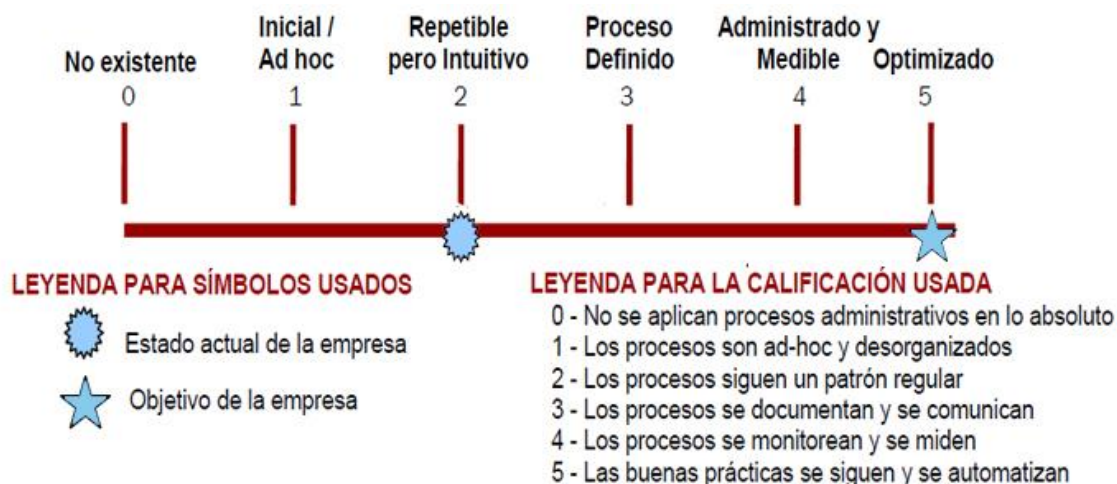 No existente
Inicial /
Ad hoc
Repetible
pero Intuitivo
Proceso
Definido
Administrado y
Medible
Optimizado
0
1
2
3
4
5
LEYENDA PARA SÍMBOLOS USADOS
Estado actual de la empresa
Objetivo de la empresa
LEYENDA PARA LA CALIFICACIÓN USADA
0 - No se aplican procesos administrativos en lo absoluto
1 - Los procesos son ad-hoc y desorganizados
2 - Los procesos siguen un patrón regular
3 - Los procesos se documentan y se comunican
4 - Los procesos se monitorean y se miden
5 - Las buenas prácticas se siguen y se automatizan